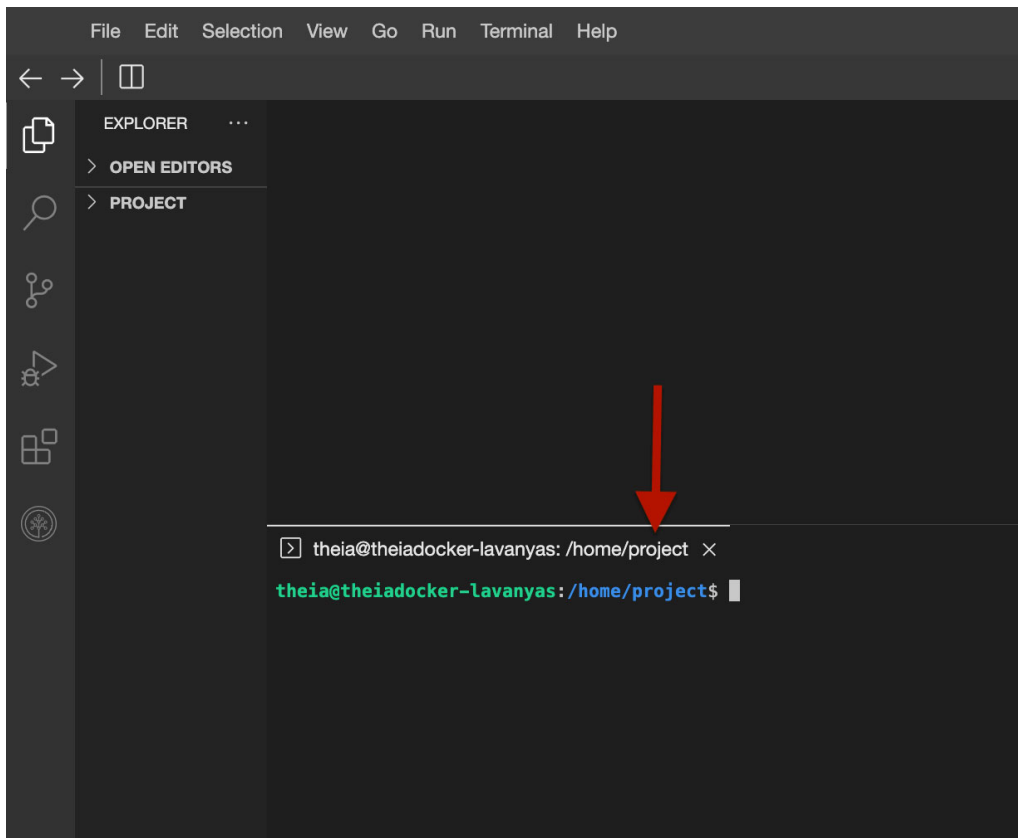 File Edit Selection View Go Run Terminal Help
EXPLORER ...
OPEN EDITORS
PROJECT
theia@theiadocker-lavanyas: /home/project
theia@theiadocker-lavanyas:/home/project$